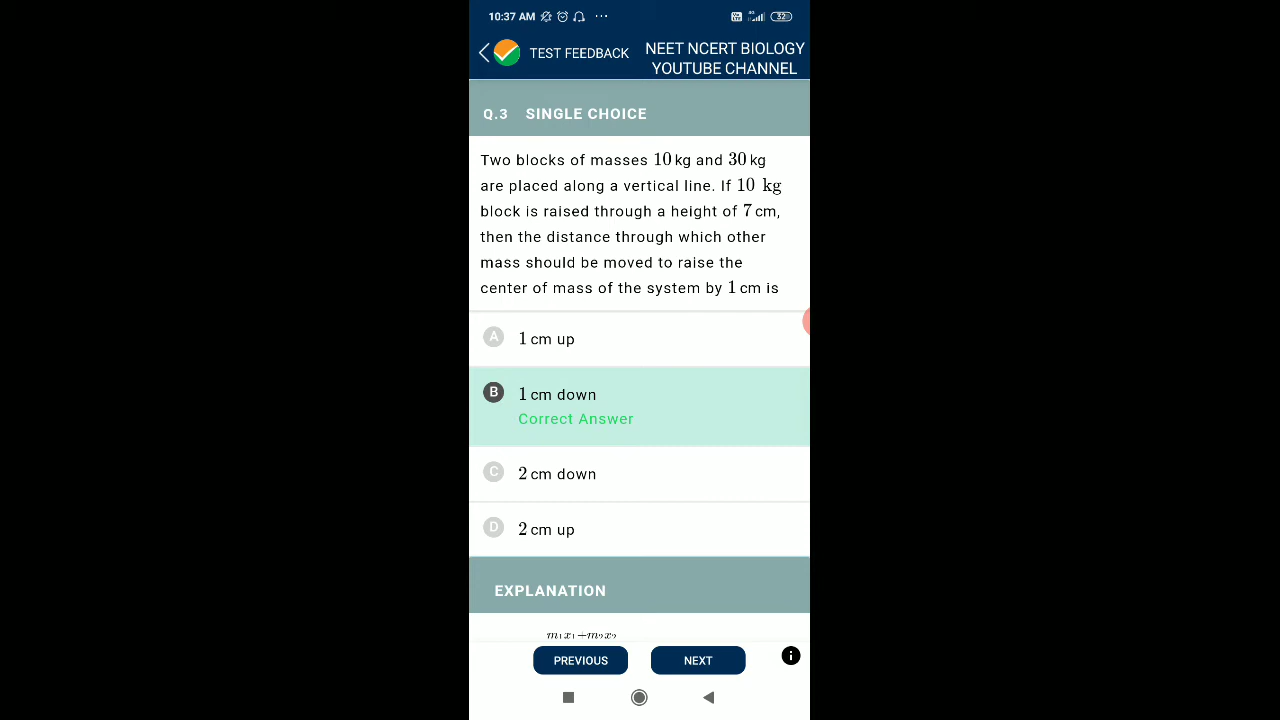 10:37 AM ...
32
TEST FEEDBACK
NEET NCERT BIOLOGY
YOUTUBE CHANNEL
Q.3 SINGLE CHOICE
Two blocks of masses 10 kg and 30 kg
are placed along a vertical line. If 10 kg
block is raised through a height of 7 cm,
then the distance through which other
mass should be moved to raise the
center of mass of the system by 1 cm is
A 1 cm up
B 1 cm down
Correct Answer
C 2 cm down
D 2 cm up
EXPLANATION
m₁x₁+m₂x₂
PREVIOUS NEXT